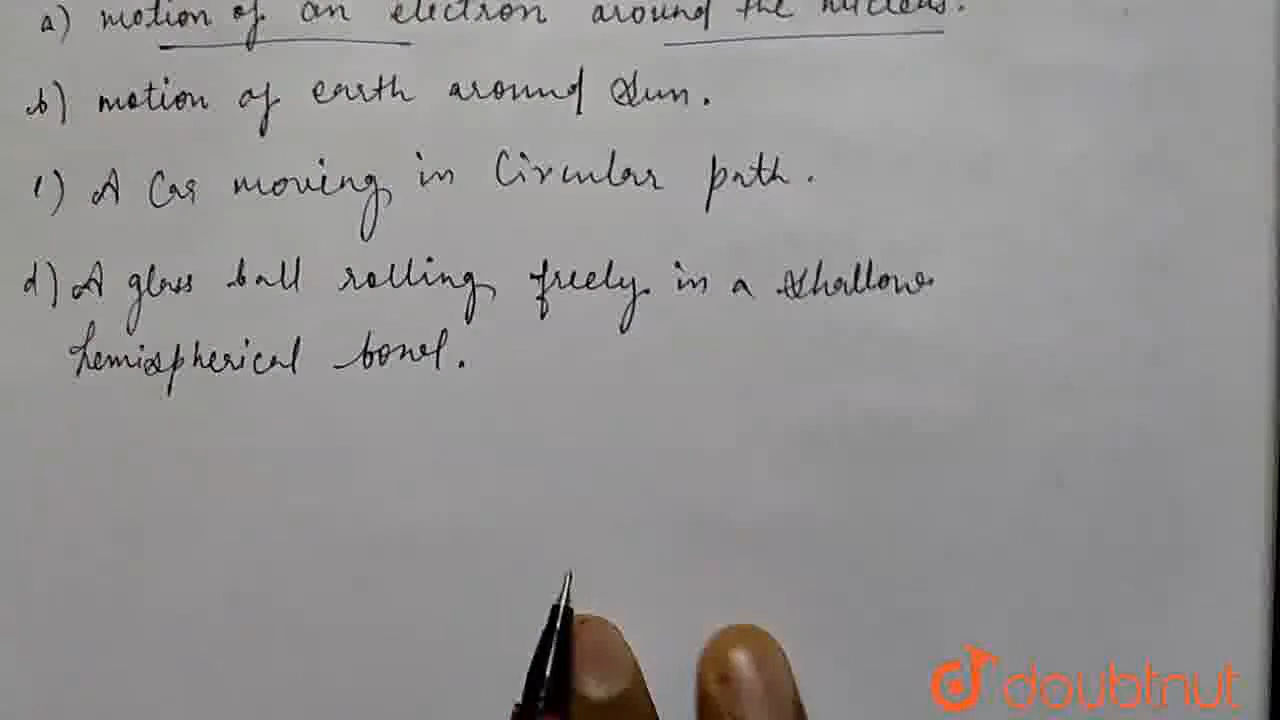 a) motion of an electron around the nucleus.
b) motion of earth around Sun.
c) A Car moving in Circular path.
d) A glass ball rolling freely in a shallow
hemispherical bowl.
doubtnut